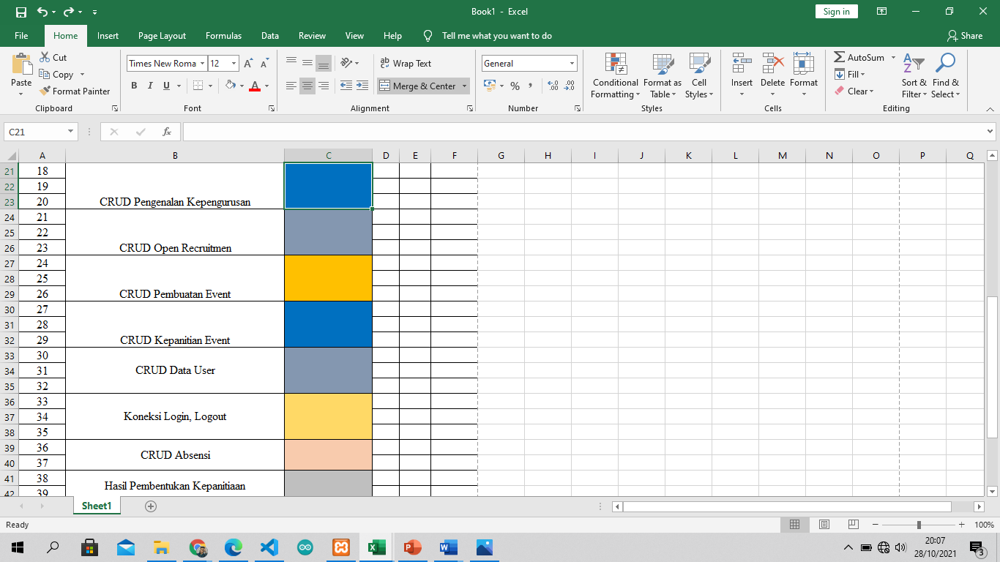 Book1 - Excel
Sign in
File Home Insert Page Layout Formulas Data Review View Help Tell me what you want to do Share
Paste
Cut
Copy
Format Painter
Clipboard
Times New Roma 12
B I U
Font
Wrap Text
Merge & Center
Alignment
General
Number
Conditional Formatting
Format as Table
Cell Styles
Styles
Insert Delete Format
Cells
AutoSum
Fill
Clear
Sort & Filter
Find & Select
Editing
C21
fx
A B C D E F G H I J K L M N O P Q
21 18
22 19
23 20 CRUD Pengenalan Kepengurusan
24 21
25 22
26 23 CRUD Open Recruitmen
27 24
28 25
29 26 CRUD Pembuatan Event
30 27
31 28
32 29 CRUD Kepanitian Event
33 30
34 31 CRUD Data User
35 32
36 33
37 34 Koneksi Login, Logout
38 35
39 36 CRUD Absensi
40 37
41 38 Hasil Pembentukan Kepanitiaan
42 39
Sheet1
Ready
100%
20:07
28/10/2021
3